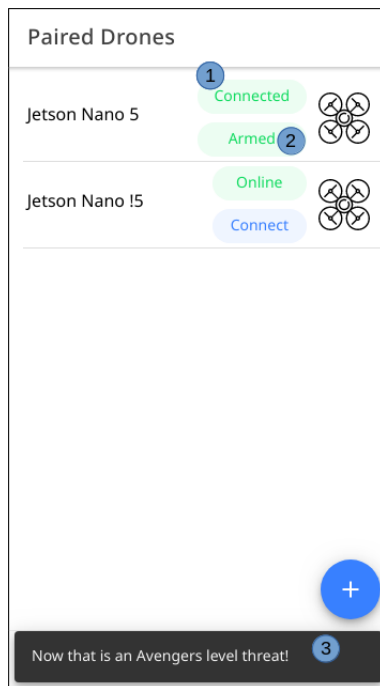 Paired Drones
1
Connected
Jetson Nano 5
Armed 2
Online
Jetson Nano !5
Connect
+
Now that is an Avengers level threat! 3